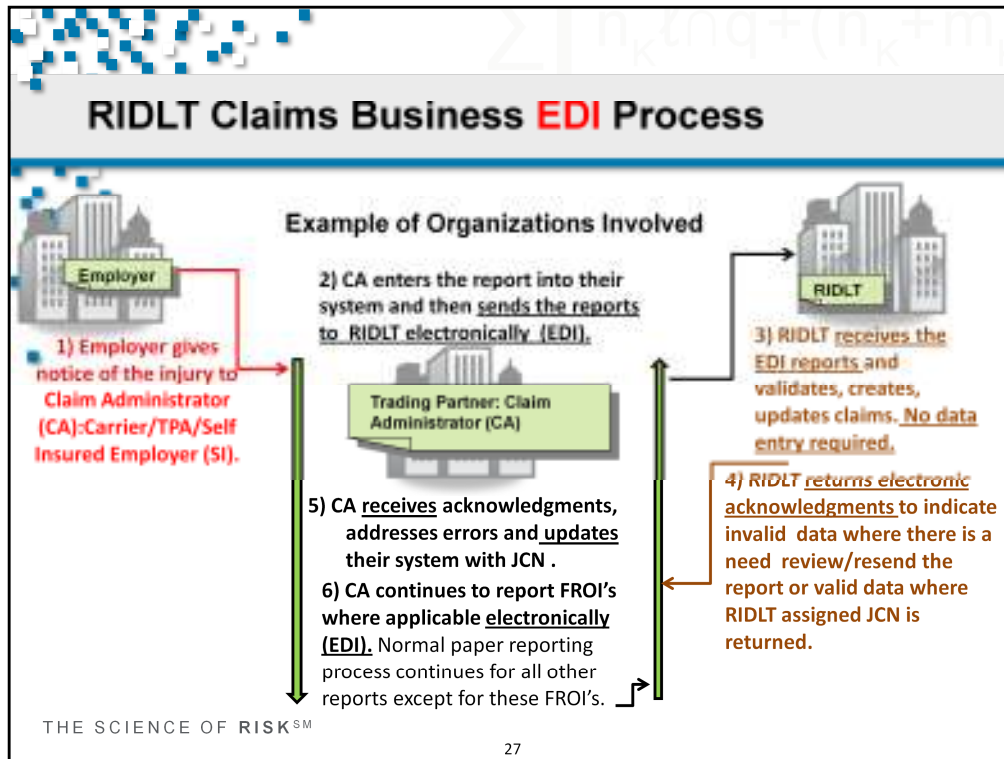 RIDLT Claims Business EDI Process
Example of Organizations Involved
Employer
1) Employer gives
notice of the injury to
Claim Administrator
(CA):Carrier/TPA/Self
Insured Employer (SI).
2) CA enters the report into their
system and then sends the reports
to RIDLT electronically (EDI).
Trading Partner: Claim
Administrator (CA)
RIDLT
3) RIDLT receives the
EDI reports and
validates, creates,
updates claims. No data
entry required.
4) RIDLT returns electronic
acknowledgments to indicate
invalid data where there is a
need review/resend the
report or valid data where
RIDLT assigned JCN is
returned.
5) CA receives acknowledgments,
addresses errors and updates
their system with JCN .
6) CA continues to report FROI’s
where applicable electronically
(EDI). Normal paper reporting
process continues for all other
reports except for these FROI’s.
THE SCIENCE OF RISK℠
27